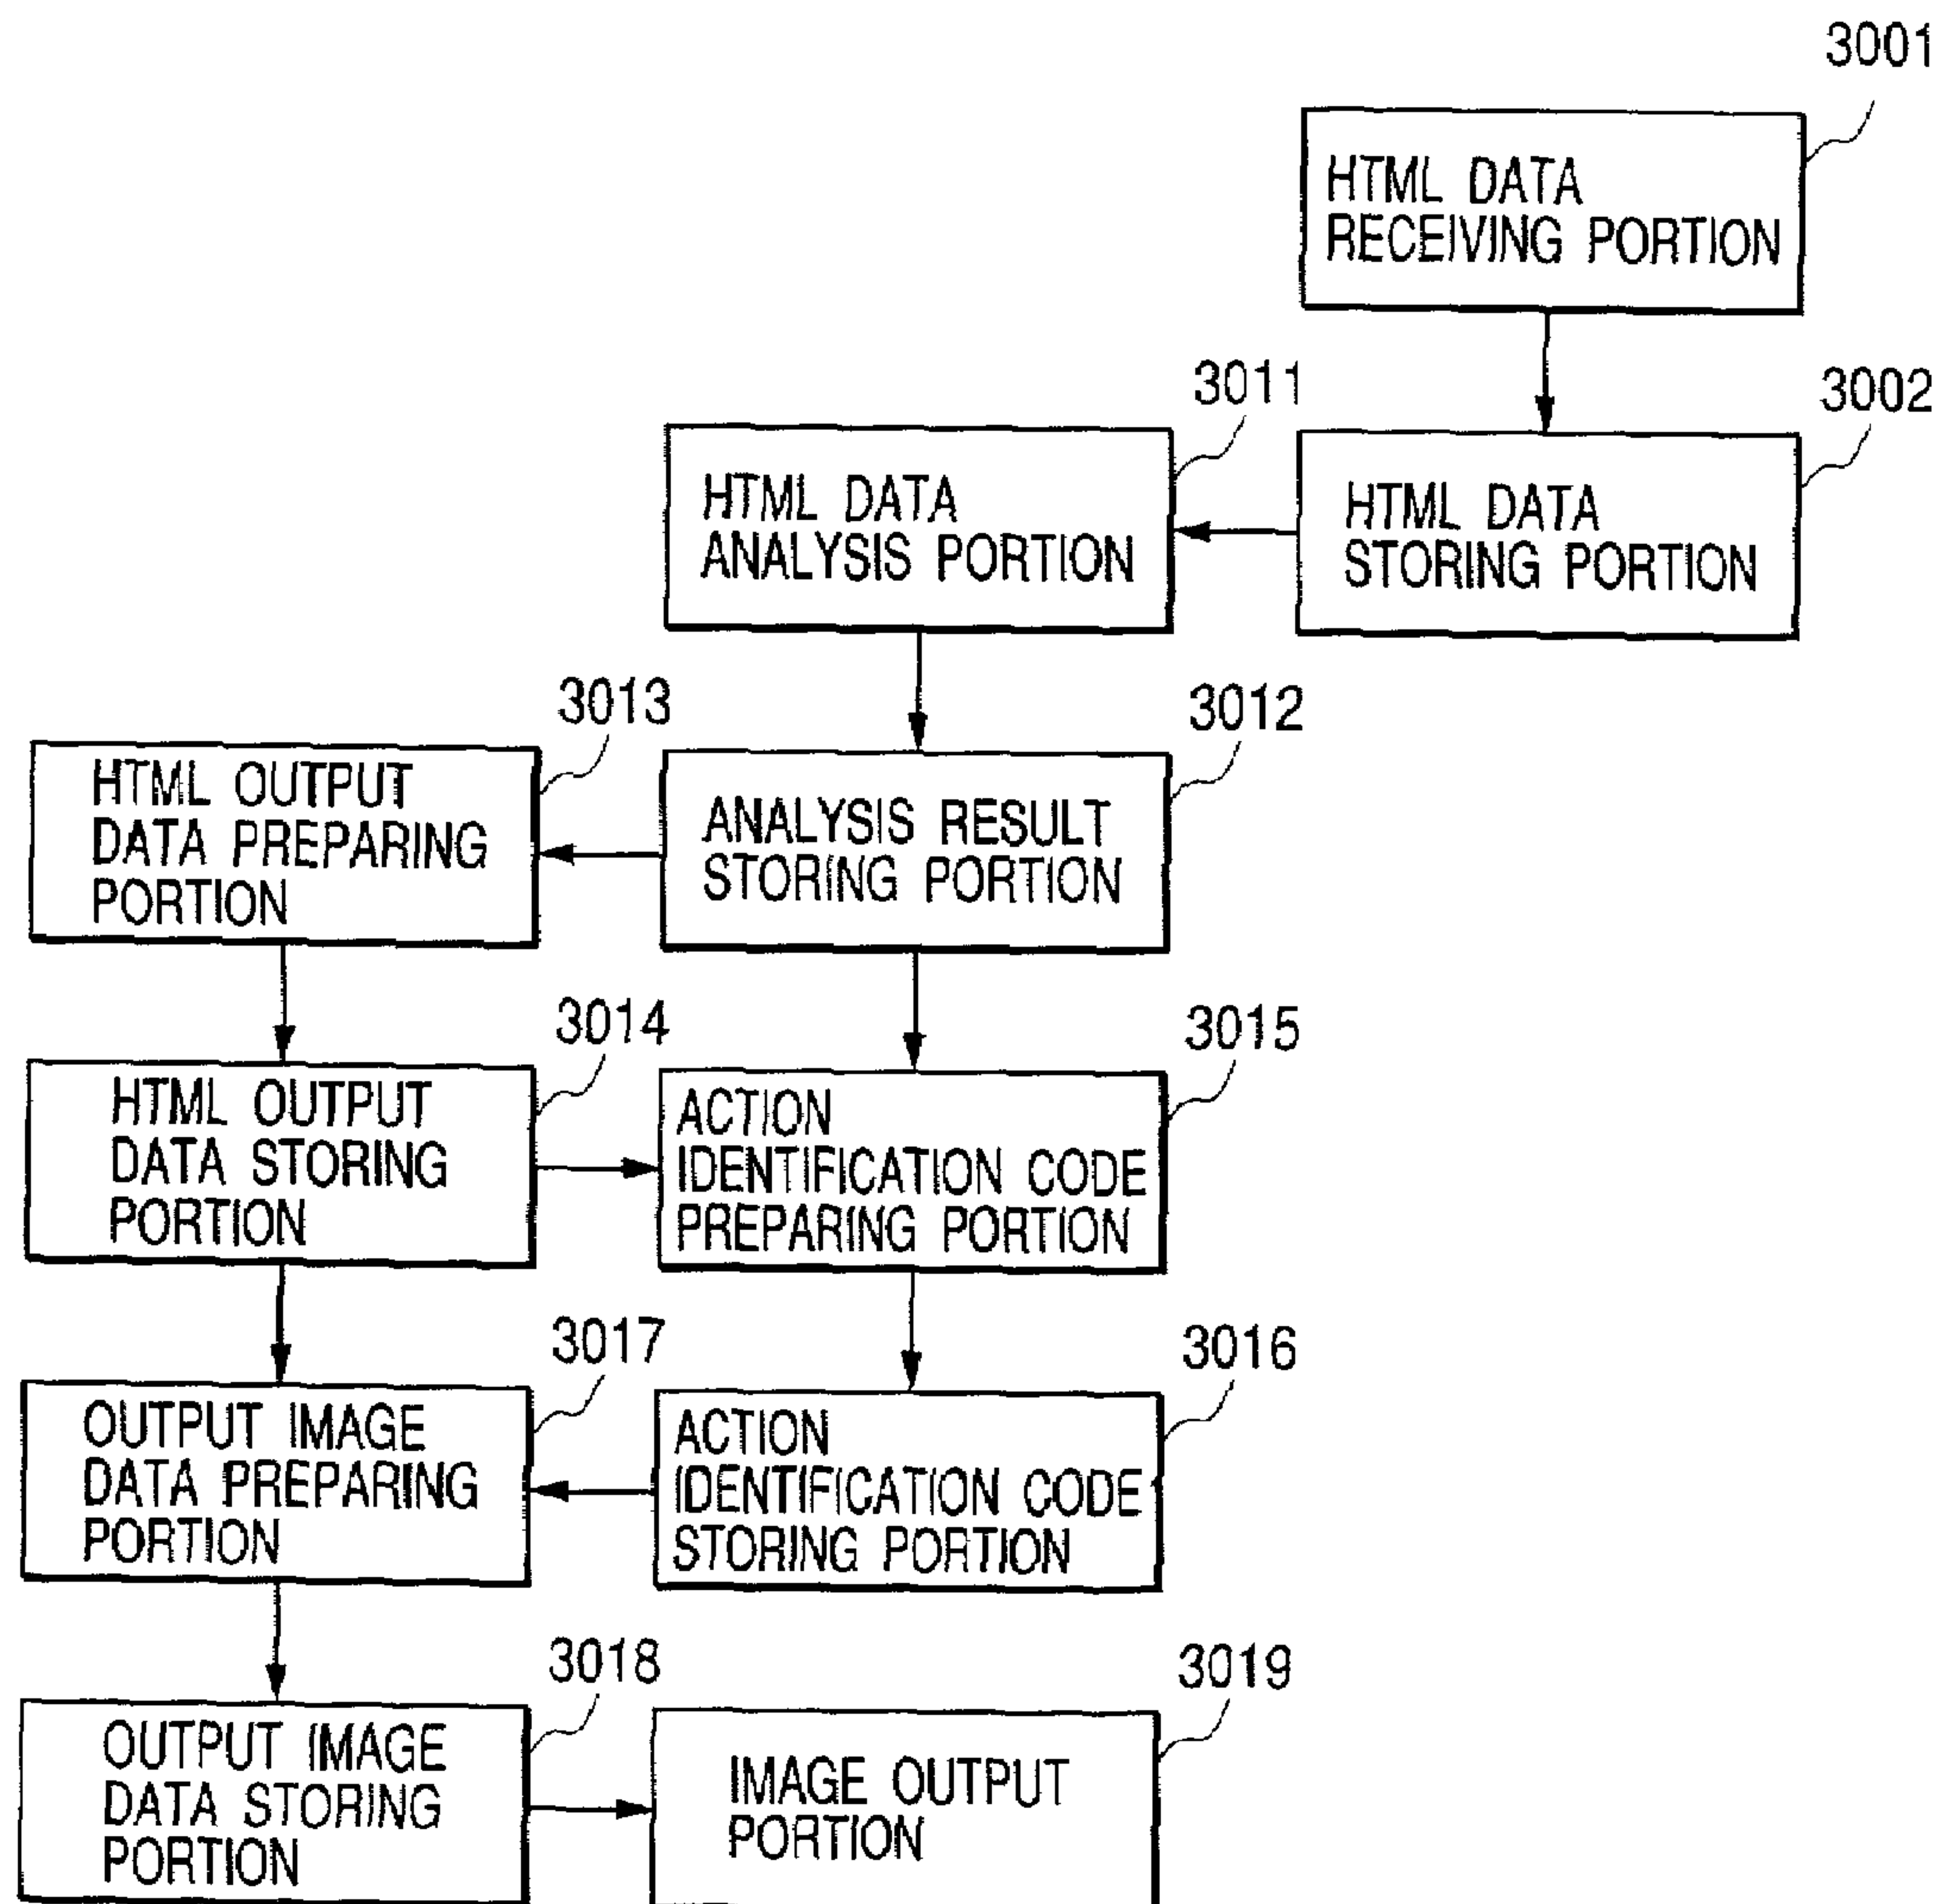 3001
HTML DATA
RECEIVING PORTION
3011
3002
HTML DATA
ANALYSIS PORTION
HTML DATA
STORING PORTION
3013
3012
HTML OUTPUT
DATA PREPARING
PORTION
ANALYSIS RESULT
STORING PORTION
3014
3015
HTML OUTPUT
DATA STORING
PORTION
ACTION
IDENTIFICATION CODE
PREPARING PORTION
3017
3016
OUTPUT IMAGE
DATA PREPARING
PORTION
ACTION
IDENTIFICATION CODE
STORING PORTION
3018
3019
OUTPUT IMAGE
DATA STORING
PORTION
IMAGE OUTPUT
PORTION